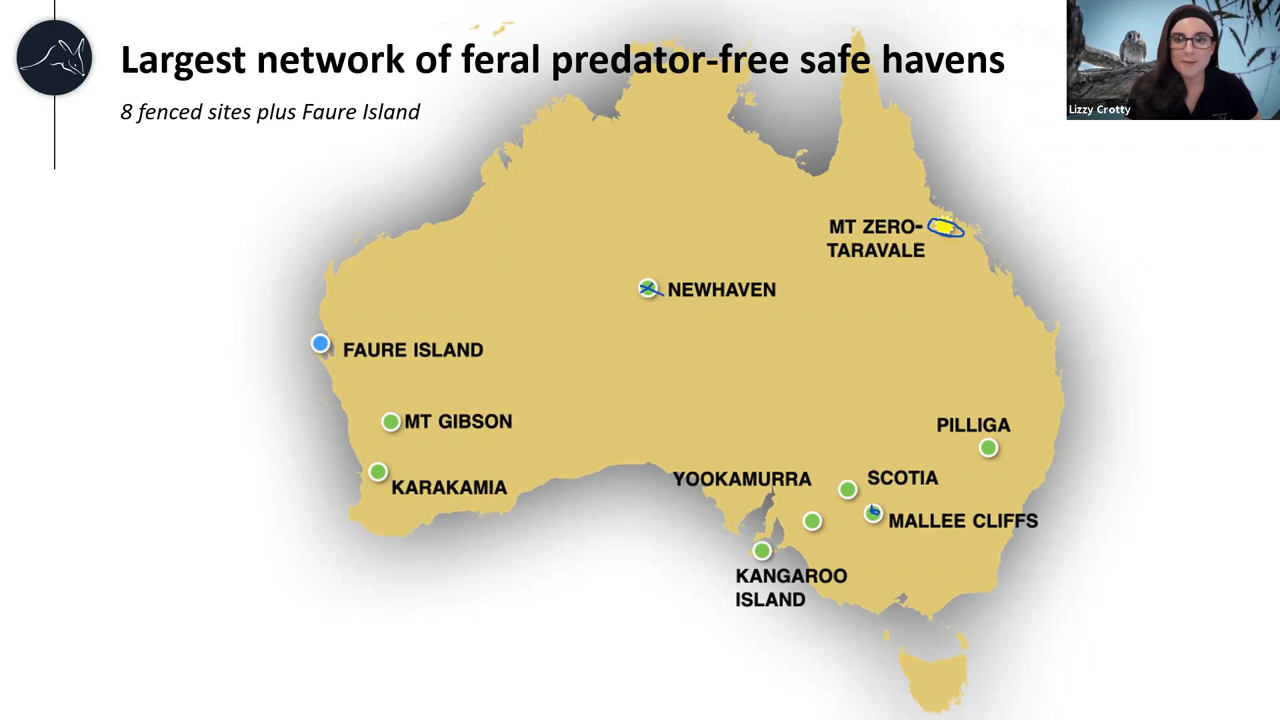 Largest network of feral predator-free safe havens
8 fenced sites plus Faure Island
Lizzy Crotty
MT ZERO-
TARAVALE
NEWHAVEN
FAURE ISLAND
MT GIBSON
PILLIGA
KARAKAMIA
YOOKAMURRA
SCOTIA
MALLEE CLIFFS
KANGAROO
ISLAND